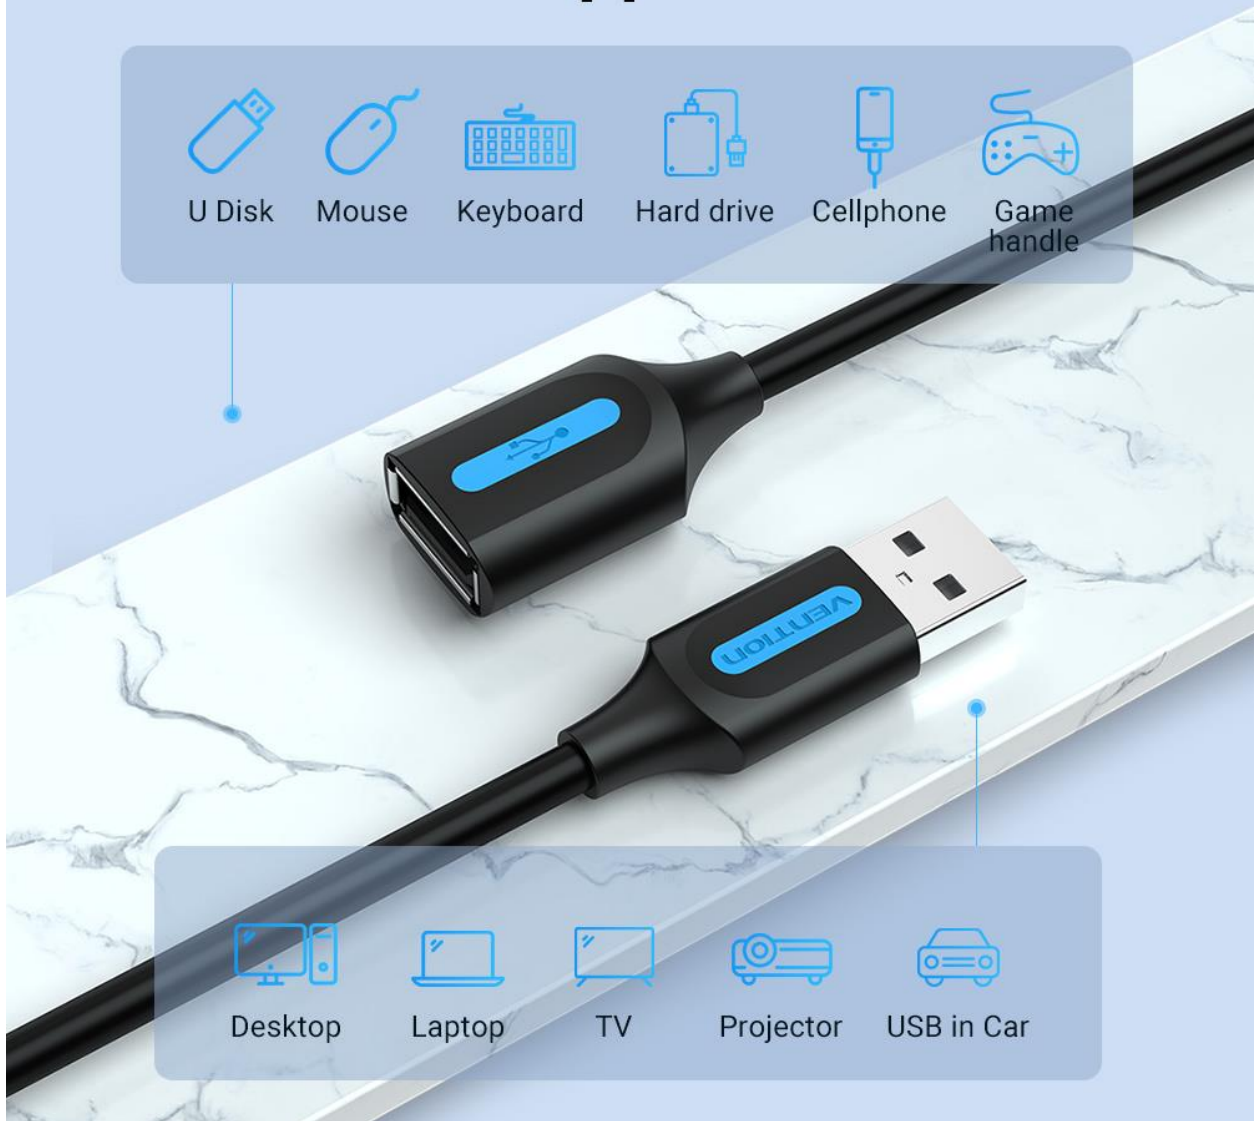 U Disk
Mouse
Keyboard
Hard drive
Cellphone
Game
handle
VENTION
Desktop
Laptop
TV
Projector
USB in Car